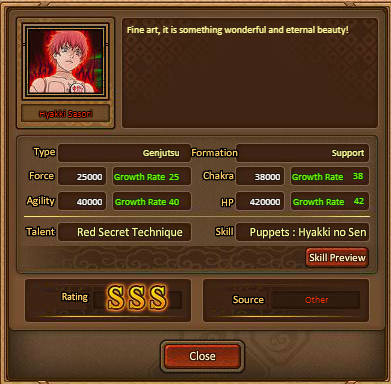 Fine art, it is something wonderful and eternal beauty!
Hyakki Sasori
Type Genjutsu Formation Support
Force 25000 Growth Rate 25 Chakra 38000 Growth Rate 38
Agility 40000 Growth Rate 40 HP 420000 Growth Rate 42
Talent Red Secret Technique Skill Puppets : Hyakki no Sen
Skill Preview
Rating SSS Source Other
Close